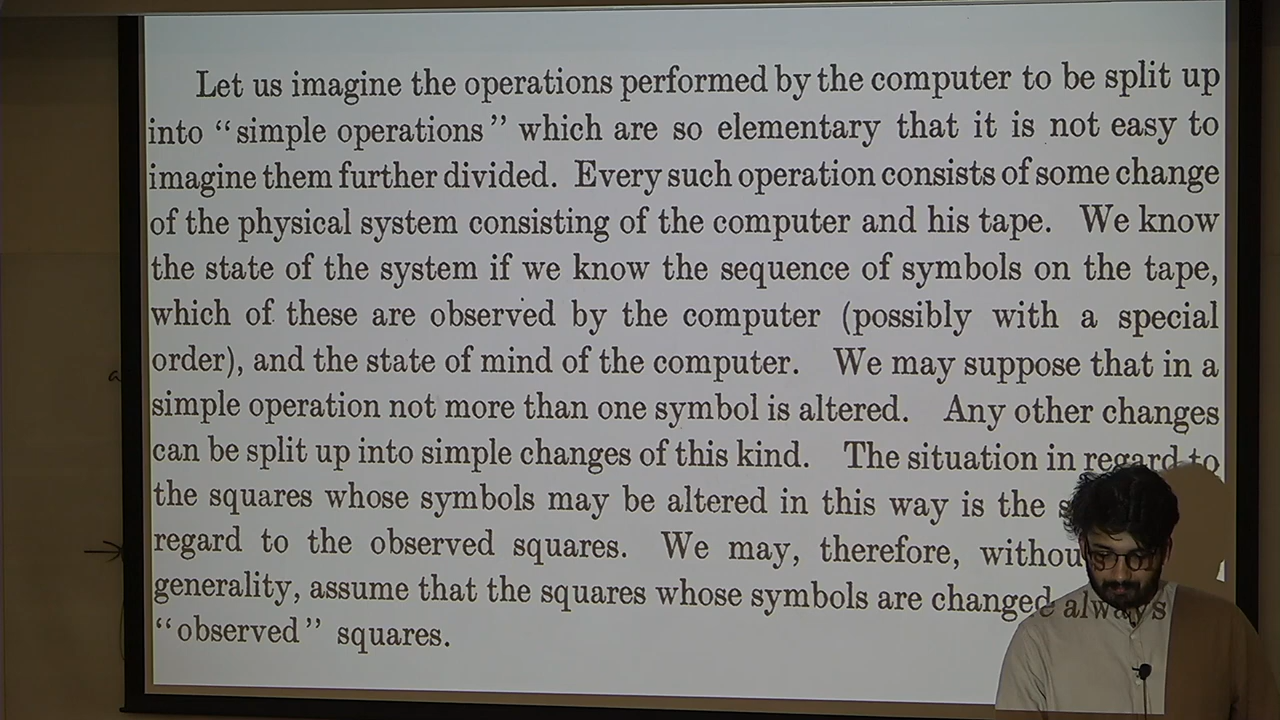 Let us imagine the operations performed by the computer to be split up
into “simple operations” which are so elementary that it is not easy to
imagine them further divided. Every such operation consists of some change
of the physical system consisting of the computer and his tape. We know
the state of the system if we know the sequence of symbols on the tape,
which of these are observed by the computer (possibly with a special
order), and the state of mind of the computer. We may suppose that in a
simple operation not more than one symbol is altered. Any other changes
can be split up into simple changes of this kind. The situation in regard to
the squares whose symbols may be altered in this way is the
regard to the observed squares. We may, therefore,
generality, assume that the squares whose symbols are changed always
“observed” squares.